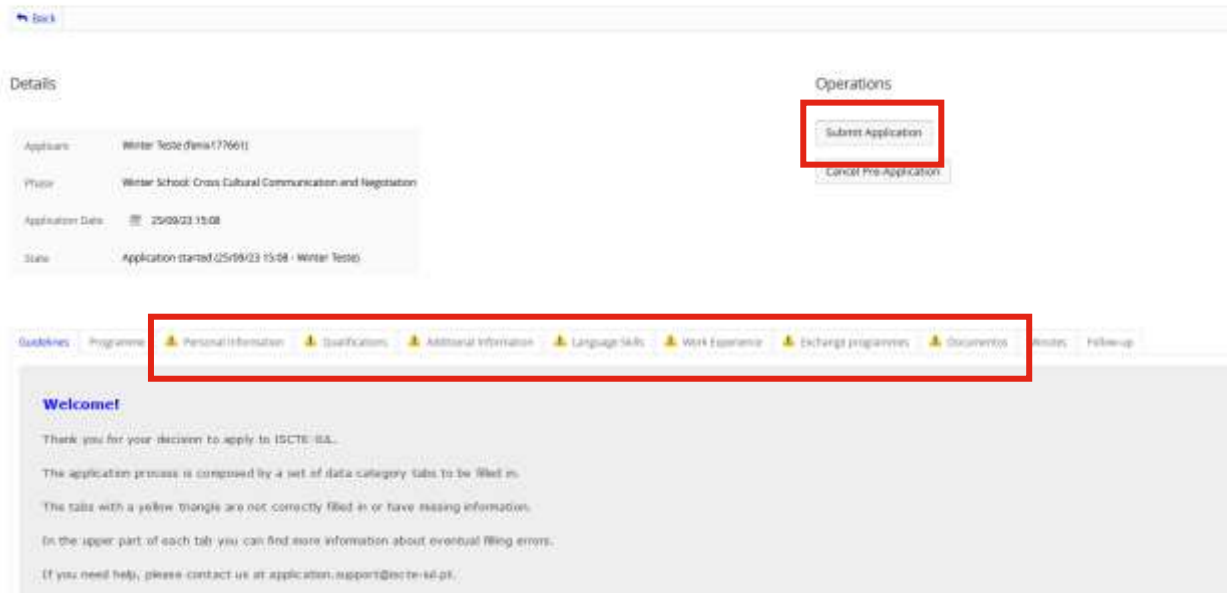 Back
Details
Operations
Submit Application
Cancel Pre-Application
Applicant Winter Teste
Phase Winter School: Cross Cultural Communication and Negotiation
Application Date 25/09/23 15:08
State Application started (25/09/23 15:08 - Winter Teste)
Guidelines Programme Personal Information Qualifications Additional Information Language Skills Work Experience Exchange programmes Documentos Follow-up
Welcome!
Thank you for your decision to apply to ISCTE-IUL.
The application process is composed by a set of data category tabs to be filled in.
The tabs with a yellow triangle are not correctly filled in or have missing information.
In the upper part of each tab you can find more information about eventual filling errors.
If you need help, please contact us at application.support@iscte-iul.pt.